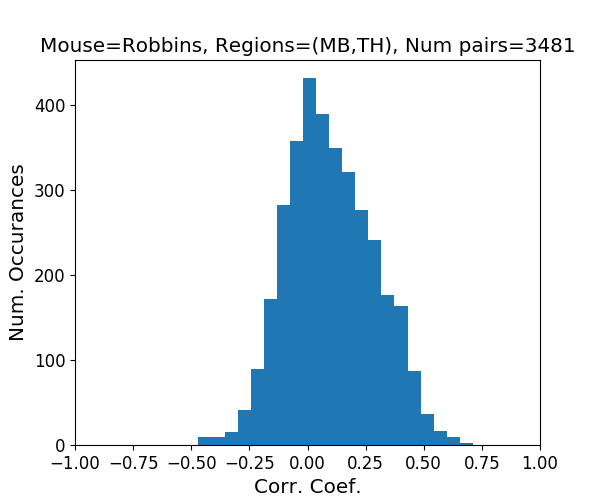 Mouse=Robbins, Regions=(MB,TH), Num pairs=3481
Num. Occurances
400
300
200
100
0
−1.00 −0.75 −0.50 −0.25 0.00 0.25 0.50 0.75 1.00
Corr. Coef.